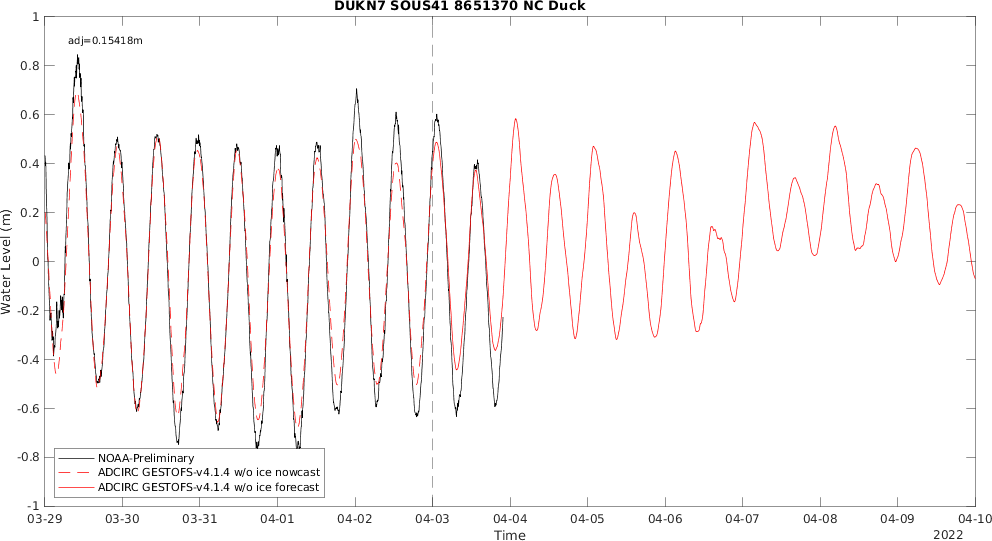 DUKN7 SOUS41 8651370 NC Duck
adj=0.15418m
1
0.8
0.6
0.4
0.2
0
-0.2
-0.4
-0.6
-0.8
-1
Water Level (m)
NOAA-Preliminary
ADCIRC GESTOFS-v4.1.4 w/o ice nowcast
ADCIRC GESTOFS-v4.1.4 w/o ice forecast
03-29 03-30 03-31 04-01 04-02 04-03 04-04 04-05 04-06 04-07 04-08 04-09 04-10
Time
2022